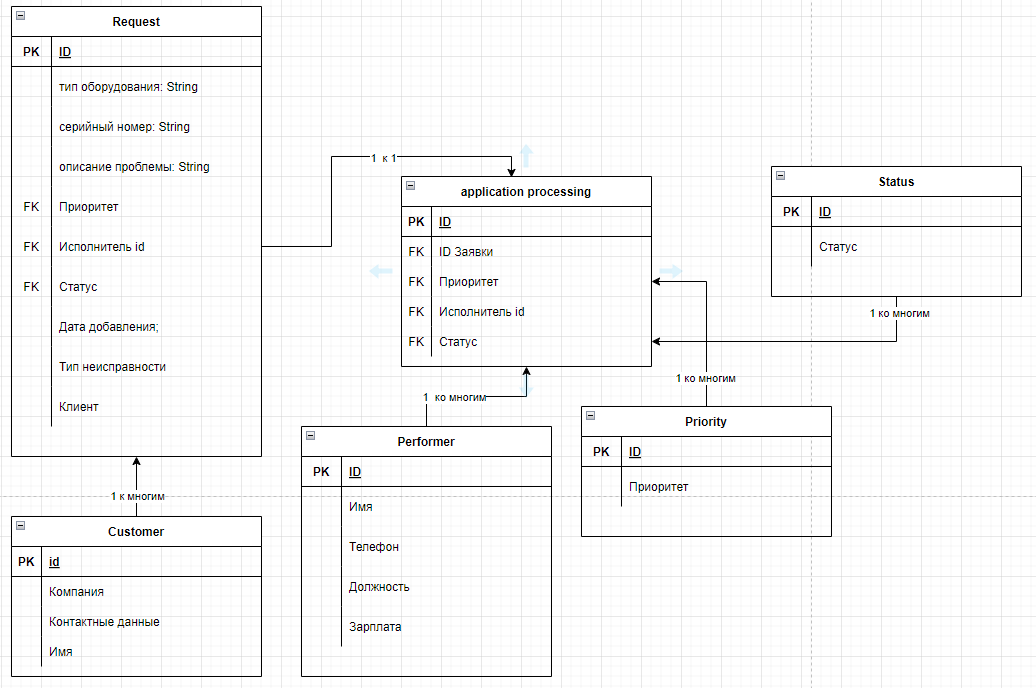 Request
PK ID
тип оборудования: String
серийный номер: String
описание проблемы: String
FK Приоритет
FK Исполнитель id
FK Статус
Дата добавления;
Тип неисправности
Клиент
1 к 1
application processing
PK ID
FK ID Заявки
FK Приоритет
FK Исполнитель id
FK Статус
Status
PK ID
Статус
1 ко многим
1 ко многим
1 ко многим
Priority
PK ID
Приоритет
Performer
PK ID
Имя
Телефон
Должность
Зарплата
1 к многим
Customer
PK id
Компания
Контактные данные
Имя